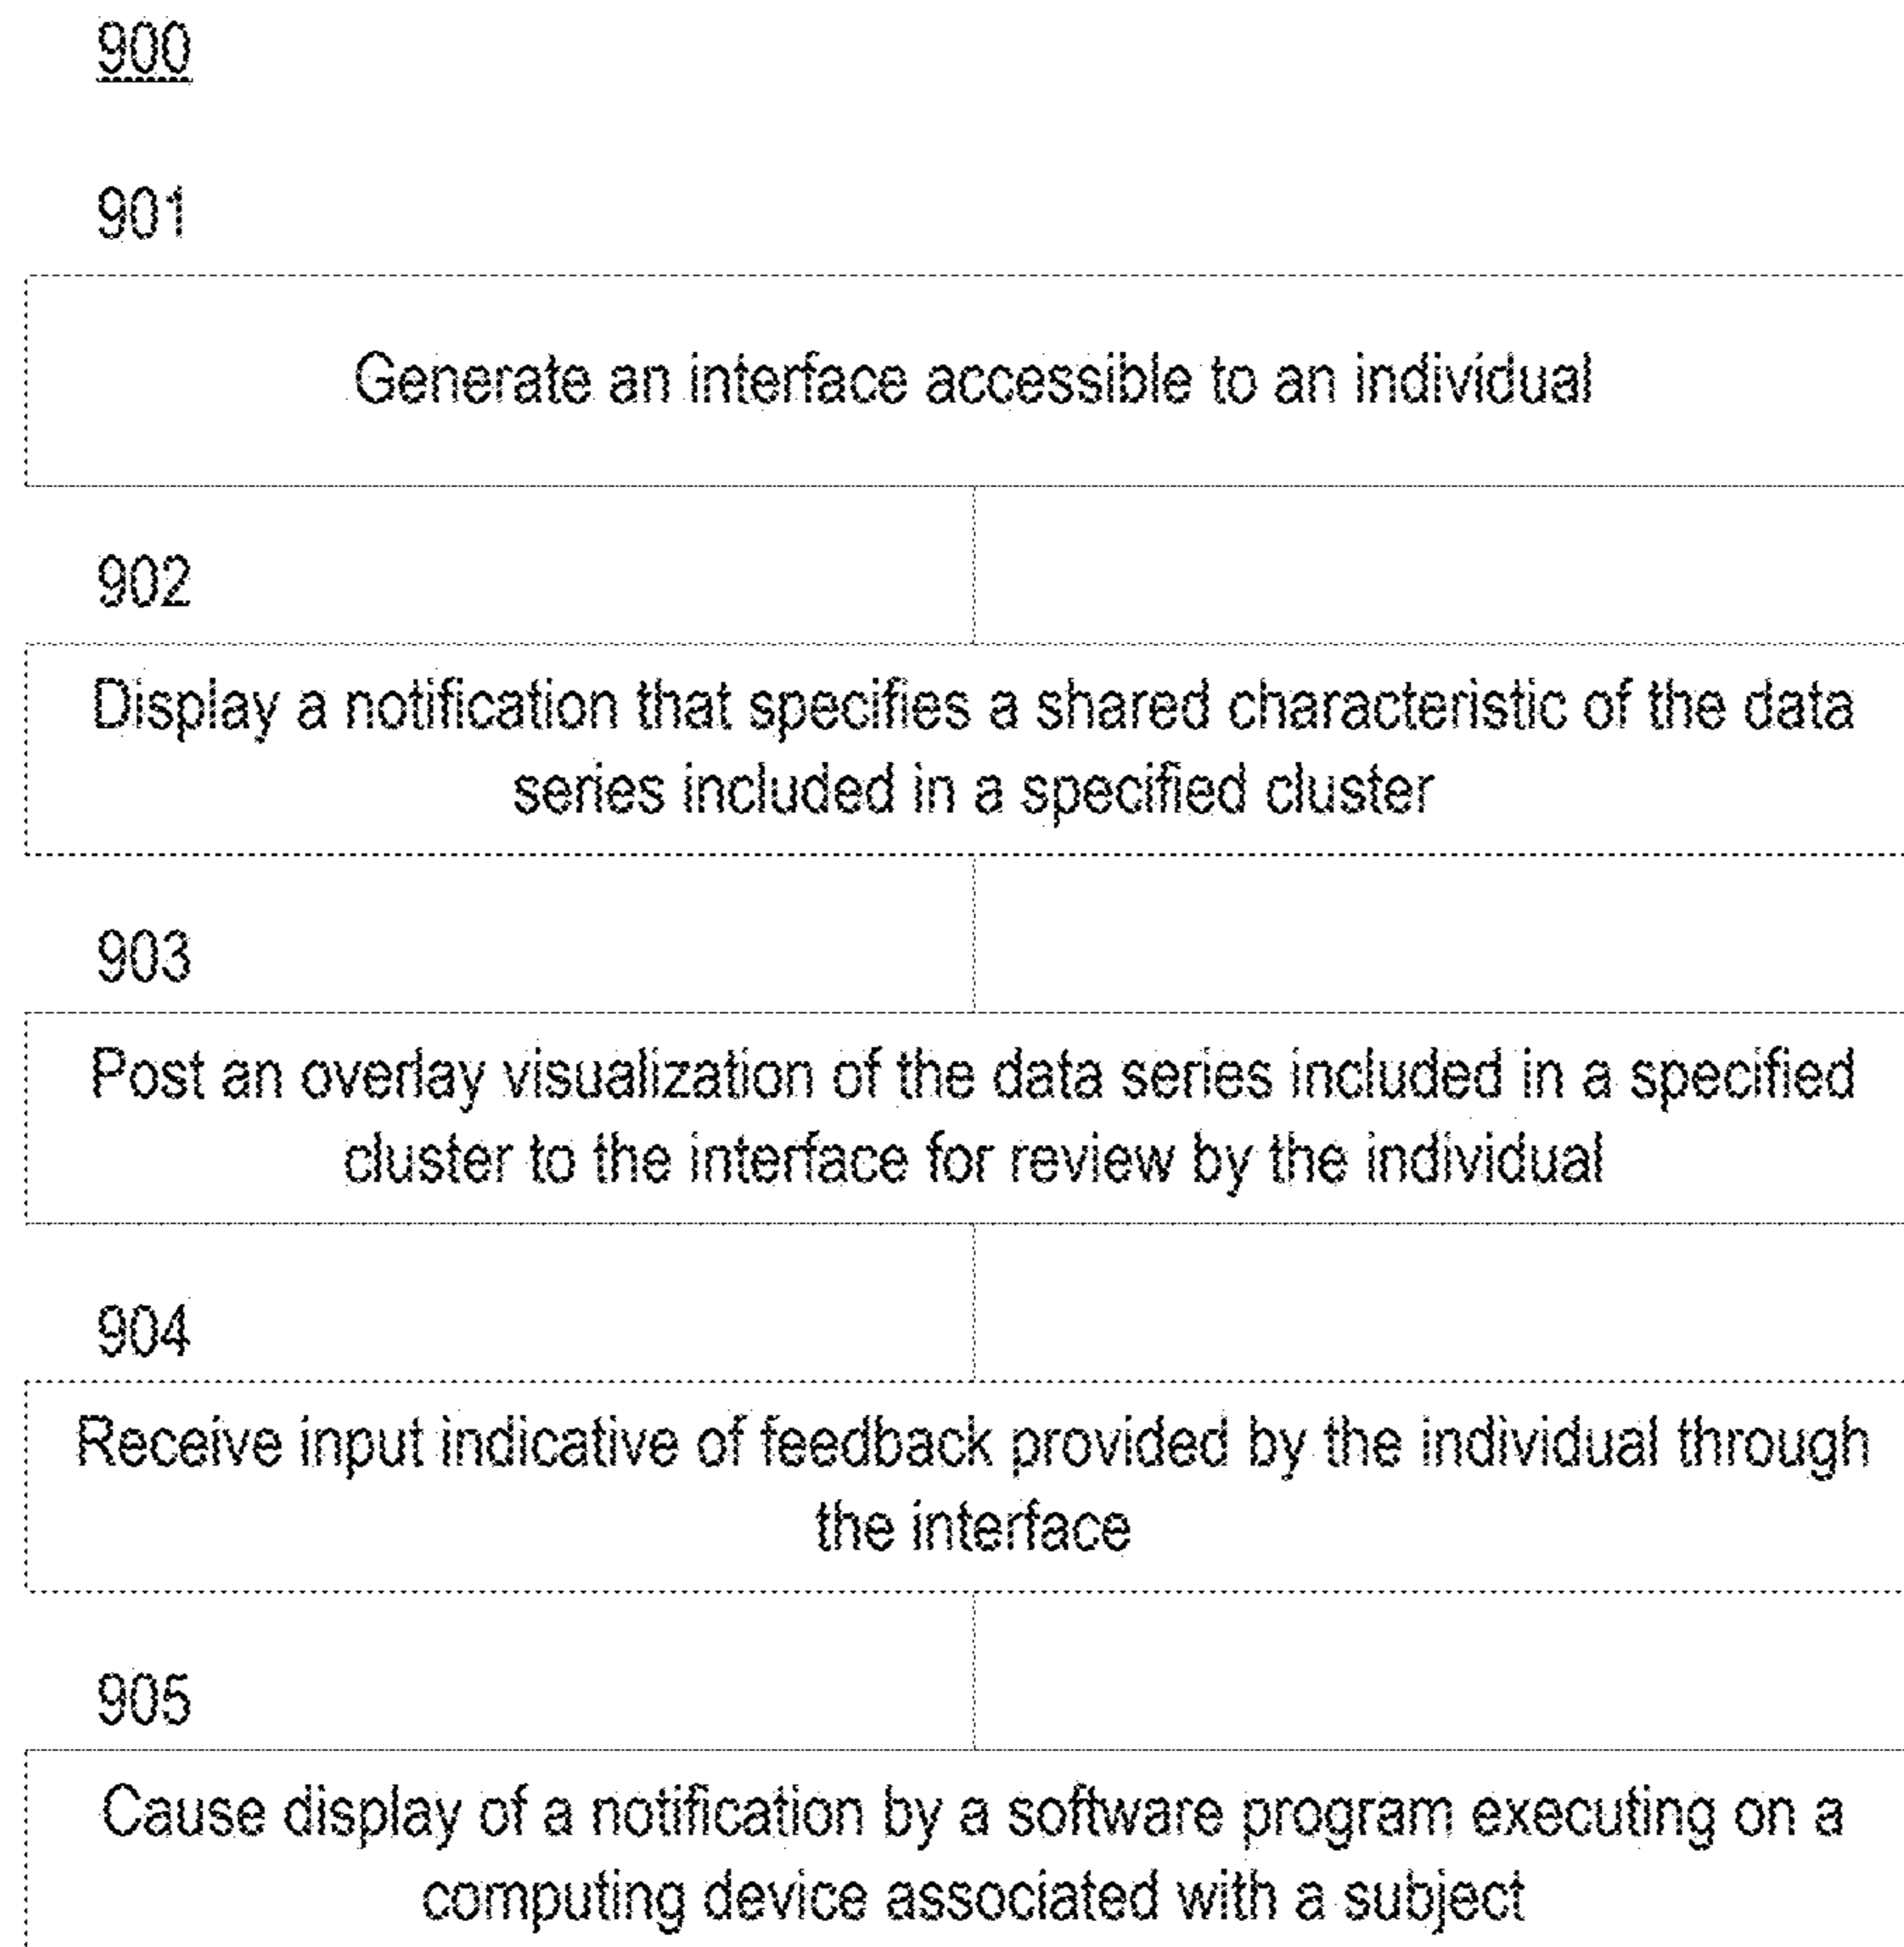 900
901
Generate an interface accessible to an individual
902
Display a notification that specifies a shared characteristic of the data
series included in a specified cluster
903
Post an overlay visualization of the data series included in a specified
cluster to the interface for review by the individual
904
Receive input indicative of feedback provided by the individual through
the interface
905
Cause display of a notification by a software program executing on a
computing device associated with a subject